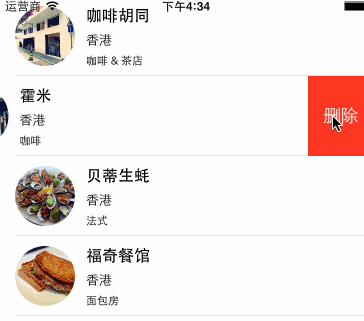 运营商 下午4:34
咖啡胡同
香港
咖啡 & 茶店
霍米
香港
咖啡
删除
贝蒂生蚝
香港
法式
福奇餐馆
香港
面包房